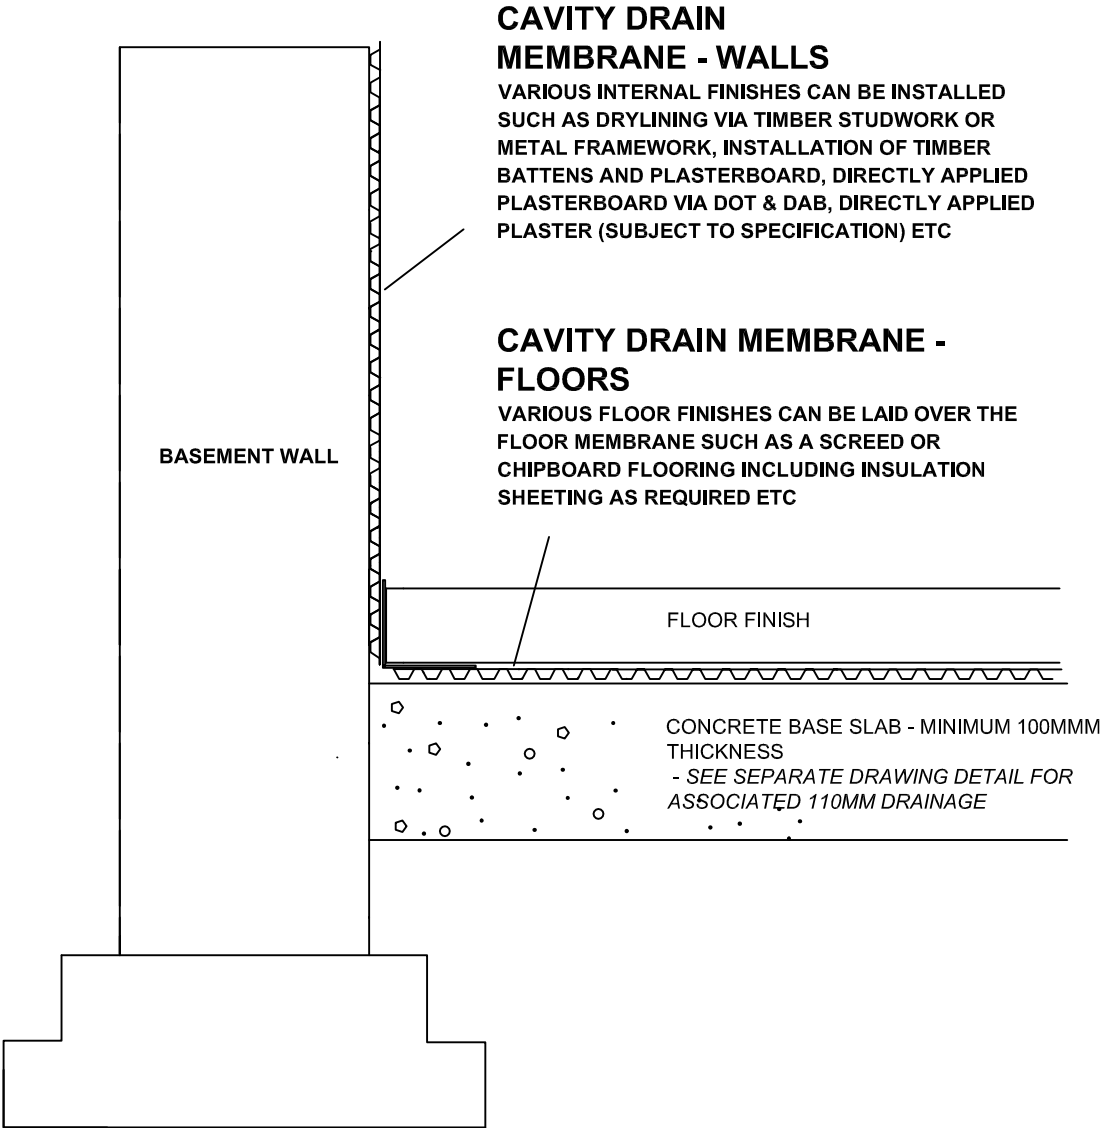 CAVITY DRAIN
MEMBRANE - WALLS
VARIOUS INTERNAL FINISHES CAN BE INSTALLED
SUCH AS DRYLINING VIA TIMBER STUDWORK OR
METAL FRAMEWORK, INSTALLATION OF TIMBER
BATTENS AND PLASTERBOARD, DIRECTLY APPLIED
PLASTERBOARD VIA DOT & DAB, DIRECTLY APPLIED
PLASTER (SUBJECT TO SPECIFICATION) ETC
CAVITY DRAIN MEMBRANE -
FLOORS
VARIOUS FLOOR FINISHES CAN BE LAID OVER THE
FLOOR MEMBRANE SUCH AS A SCREED OR
CHIPBOARD FLOORING INCLUDING INSULATION
SHEETING AS REQUIRED ETC
BASEMENT WALL
FLOOR FINISH
CONCRETE BASE SLAB - MINIMUM 100MMM
THICKNESS
- SEE SEPARATE DRAWING DETAIL FOR
ASSOCIATED 110MM DRAINAGE